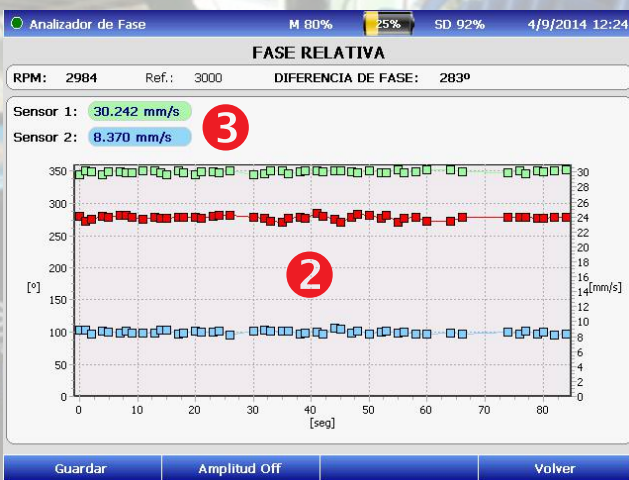 Analizador de Fase M 80% 25% SD 92% 4/9/2014 12:24
FASE RELATIVA
RPM: 2984 Ref.: 3000 DIFERENCIA DE FASE: 283º
Sensor 1: 30.242 mm/s
Sensor 2: 8.370 mm/s
3
350
300
250
200
150
100
50
0
[º]
2
30
28
26
24
22
20
18
16
14
12
10
8
6
4
2
0
[mm/s]
0 10 20 30 40 50 60 70 80
[seg]
Guardar Amplitud Off Volver